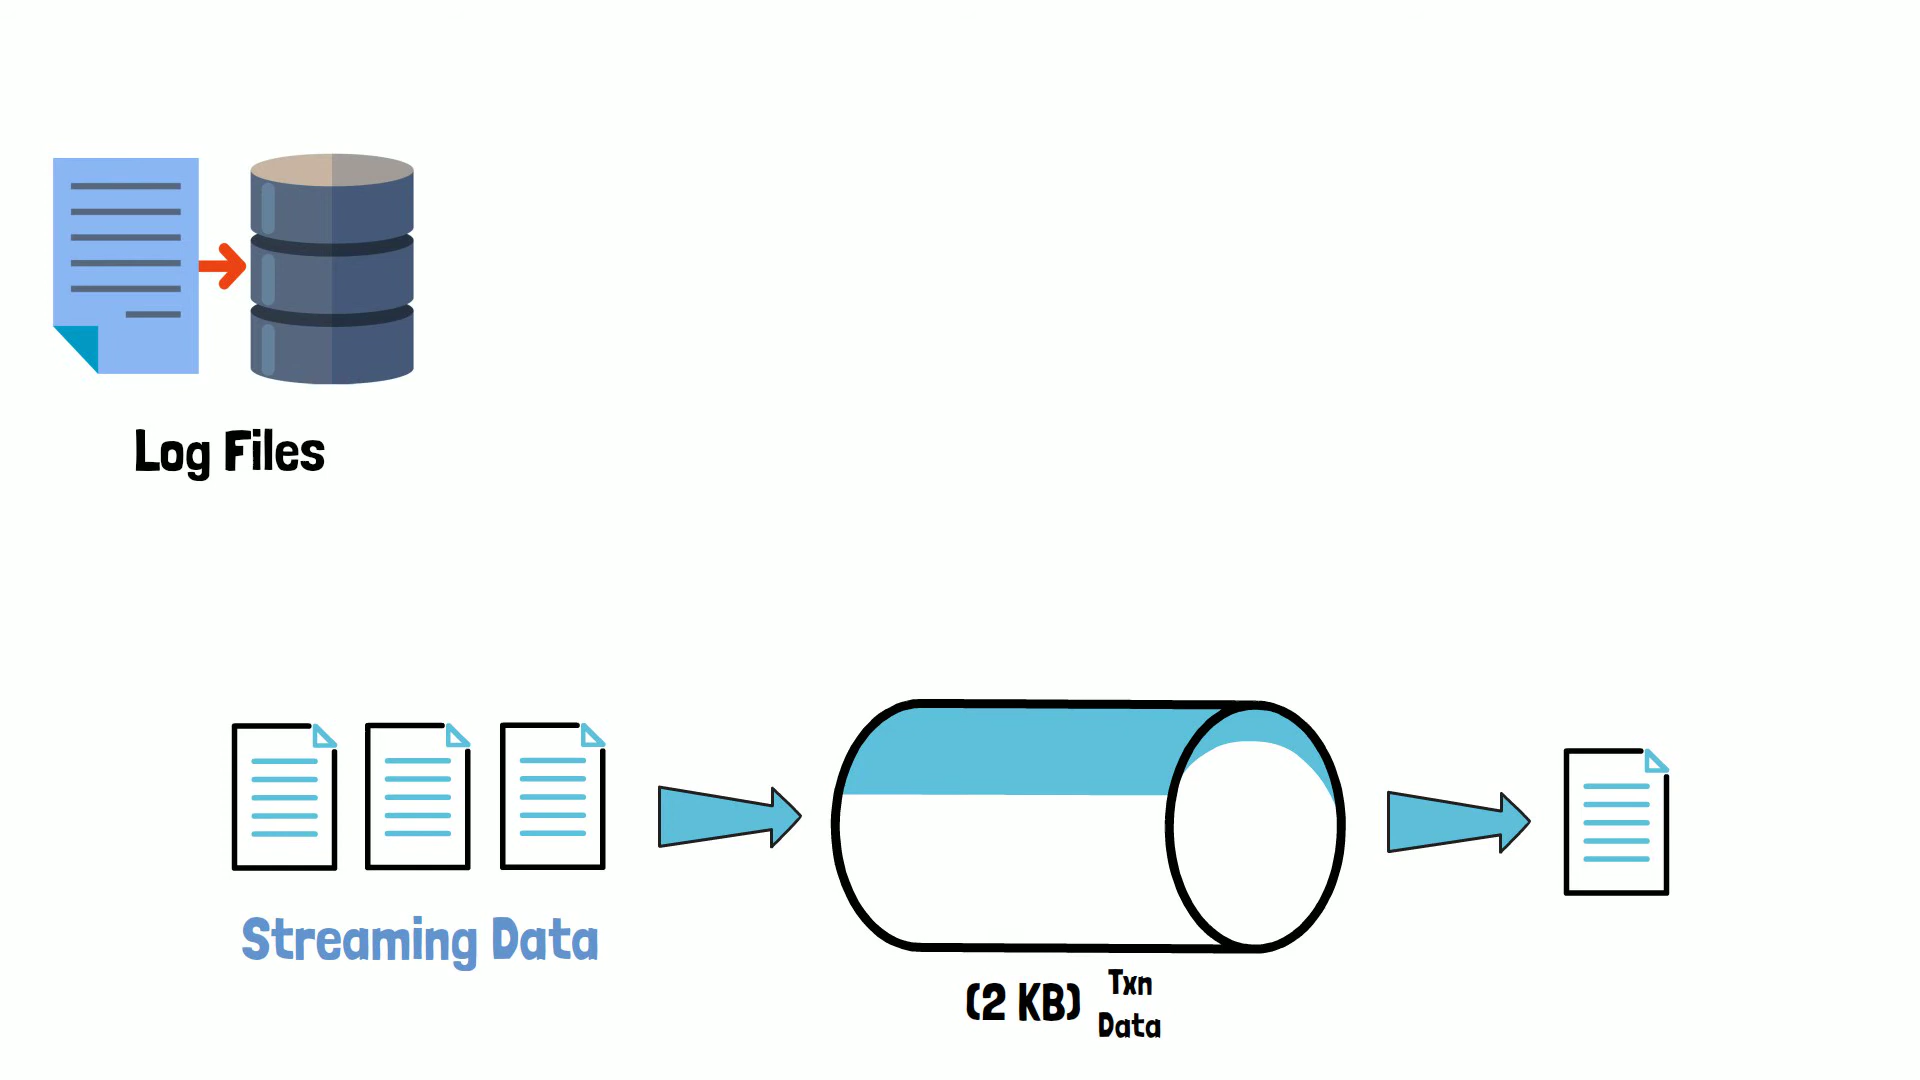 Log Files
Streaming Data
(2 KB)
Txn
Data